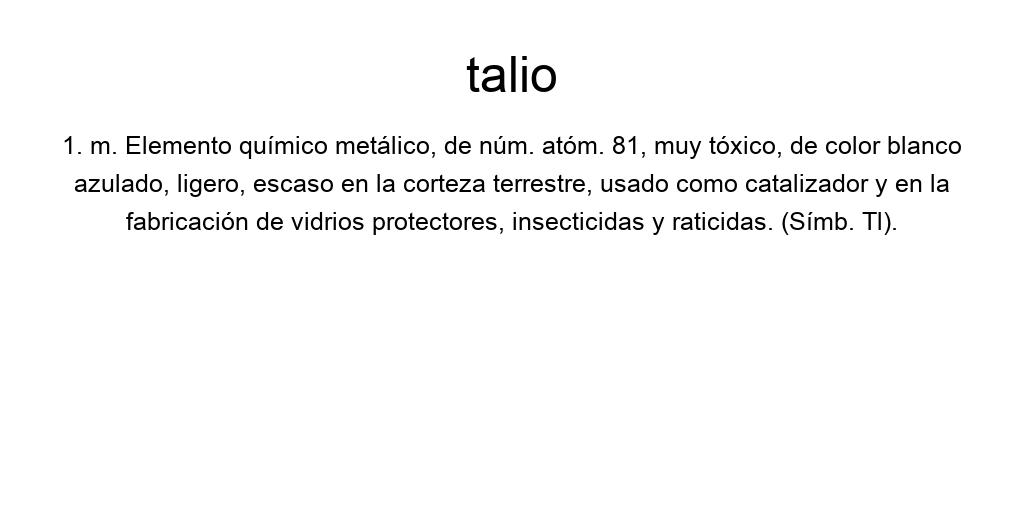 talio
1. m. Elemento químico metálico, de núm. atóm. 81, muy tóxico, de color blanco
azulado, ligero, escaso en la corteza terrestre, usado como catalizador y en la
fabricación de vidrios protectores, insecticidas y raticidas. (Símb. Tl).